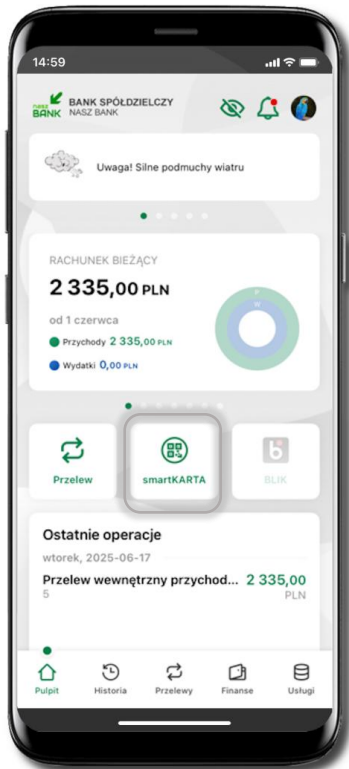 14:59
nasz BANK
BANK SPÓŁDZIELCZY
NASZ BANK
Uwaga! Silne podmuchy wiatru
RACHUNEK BIEŻĄCY
2 335,00 PLN
od 1 czerwca
Przychody 2 335,00 PLN
Wydatki 0,00 PLN
P
W
Przelew
smartKARTA
BLIK
Ostatnie operacje
wtorek, 2025-06-17
Przelew wewnętrzny przychod... 2 335,00
5 PLN
Pulpit
Historia
Przelewy
Finanse
Usługi